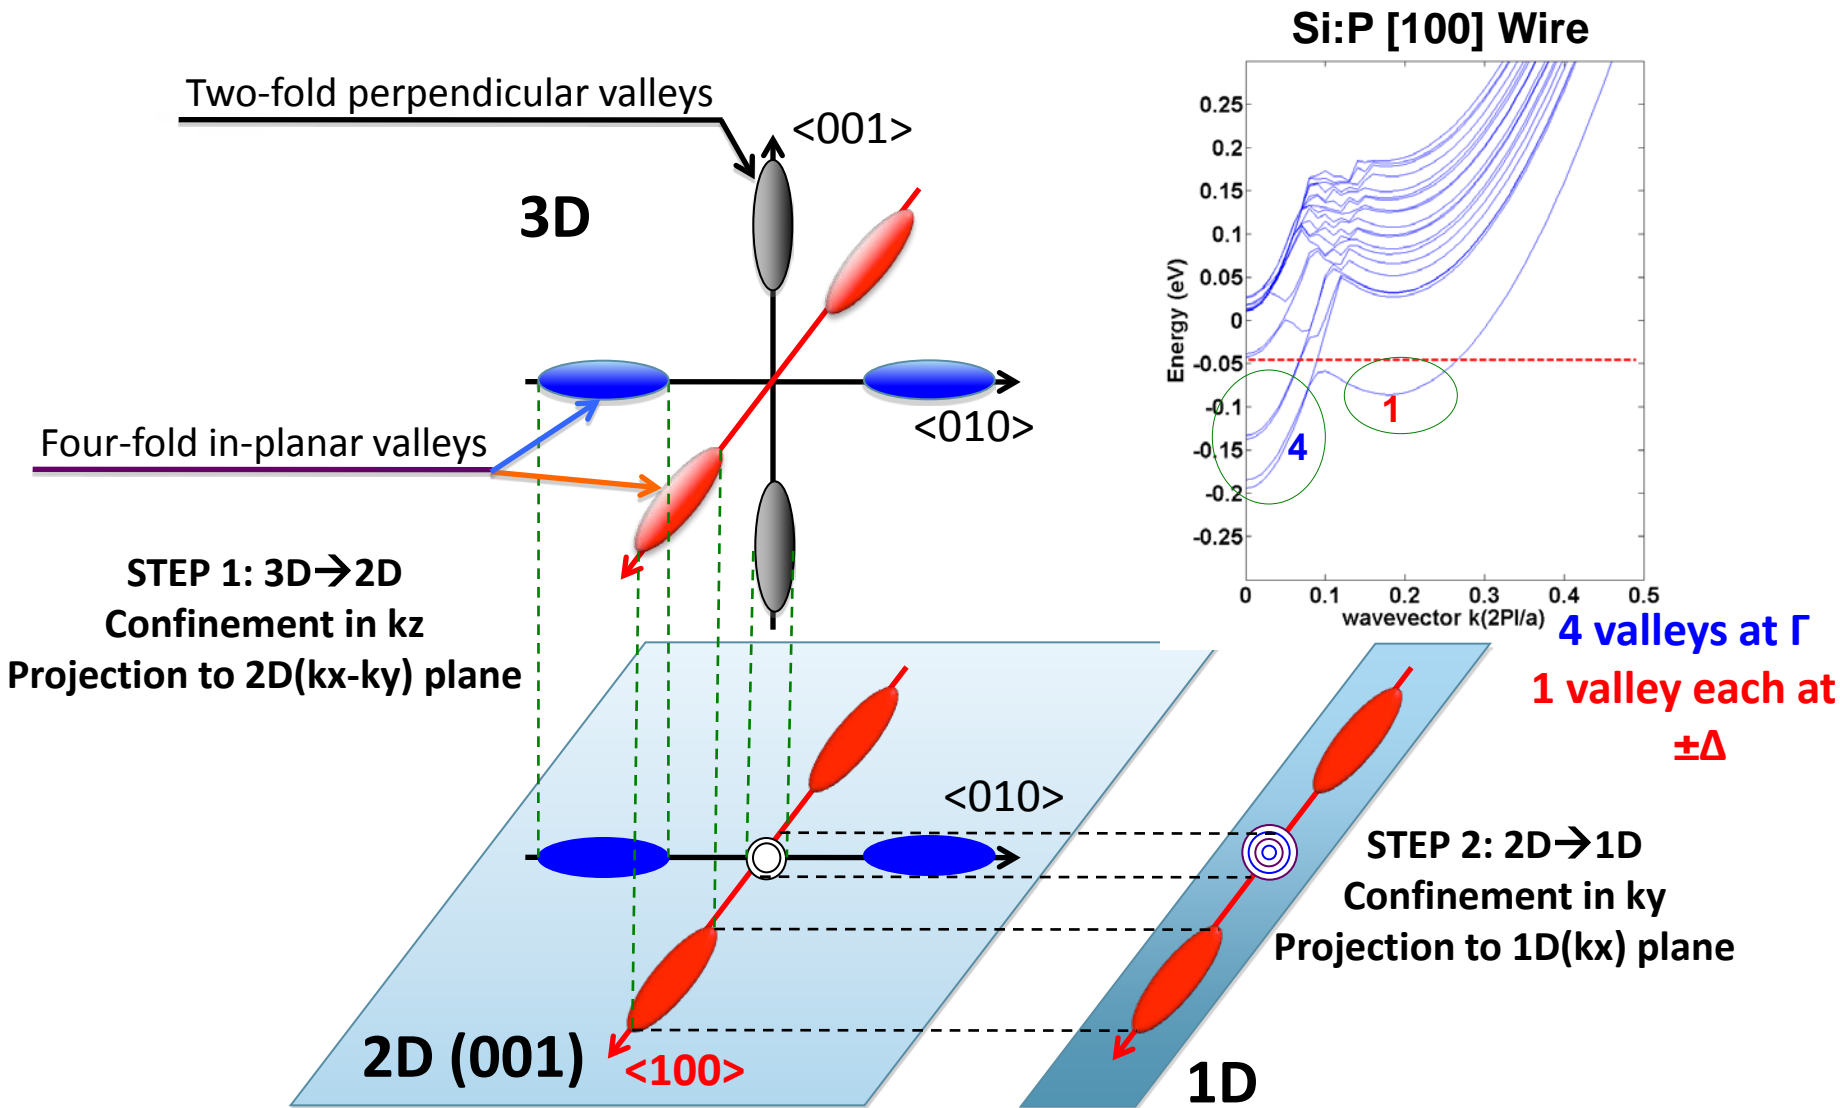 Si:P [100] Wire
Two-fold perpendicular valleys
<001>
3D
<010>
Four-fold in-planar valleys
STEP 1: 3D→2D
Confinement in kz
Projection to 2D(kx-ky) plane
Energy (eV)
0.25
0.2
0.15
0.1
0.05
0
-0.05
-0.1
-0.15
-0.2
-0.25
1
4
0 0.1 0.2 0.3 0.4 0.5
wavevector k(2PI/a)
4 valleys at Γ
1 valley each at
±Δ
<010>
STEP 2: 2D→1D
Confinement in ky
Projection to 1D(kx) plane
2D (001)
<100>
1D